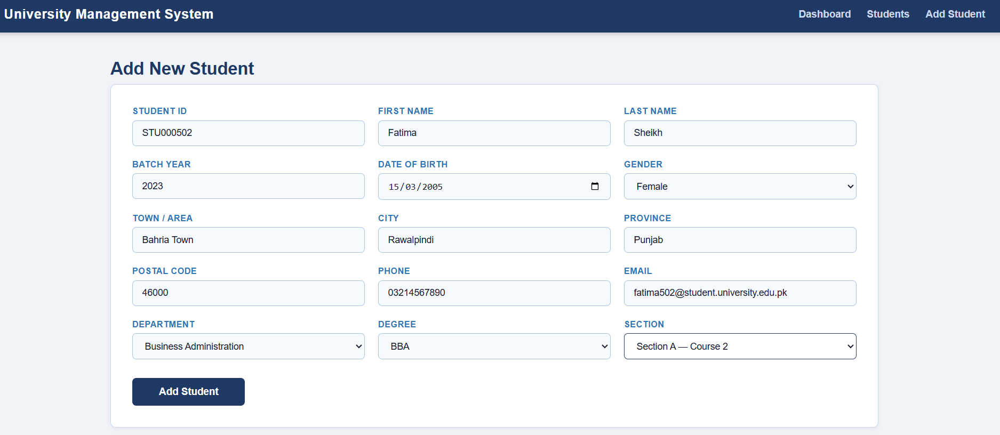 University Management System
Dashboard Students Add Student
Add New Student
STUDENT ID FIRST NAME LAST NAME
STU000502 Fatima Sheikh
BATCH YEAR DATE OF BIRTH GENDER
2023 15/03/2005 Female
TOWN / AREA CITY PROVINCE
Bahria Town Rawalpindi Punjab
POSTAL CODE PHONE EMAIL
46000 03214567890 fatima502@student.university.edu.pk
DEPARTMENT DEGREE SECTION
Business Administration BBA Section A — Course 2
Add Student